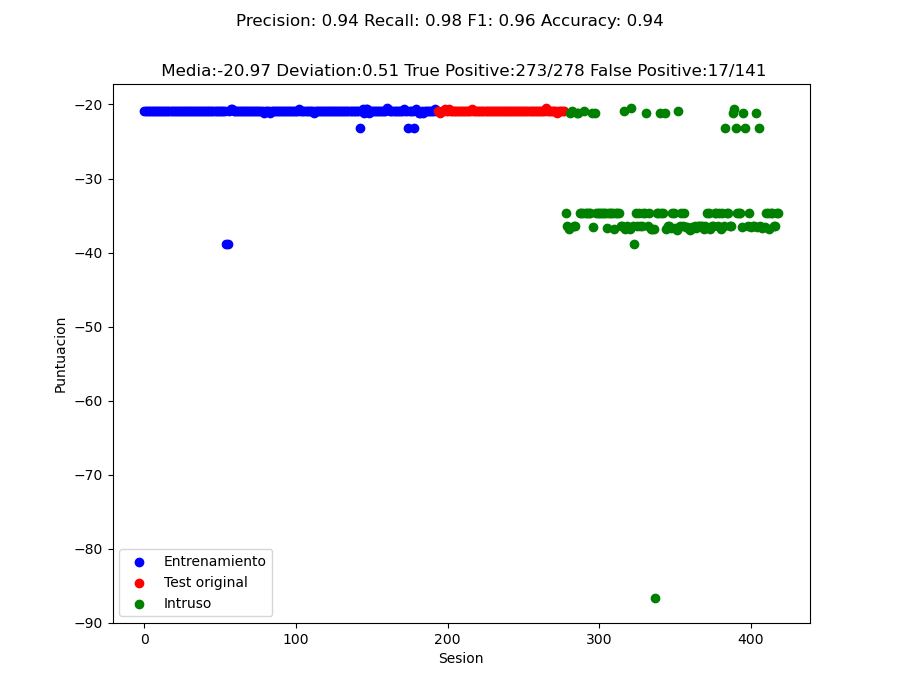 Precision: 0.94 Recall: 0.98 F1: 0.96 Accuracy: 0.94
Media:-20.97 Deviation:0.51 True Positive:273/278 False Positive:17/141
−20
−30
−40
−50
−60
−70
−80
−90
Puntuacion
Entrenamiento
Test original
Intruso
0 100 200 300 400
Sesion